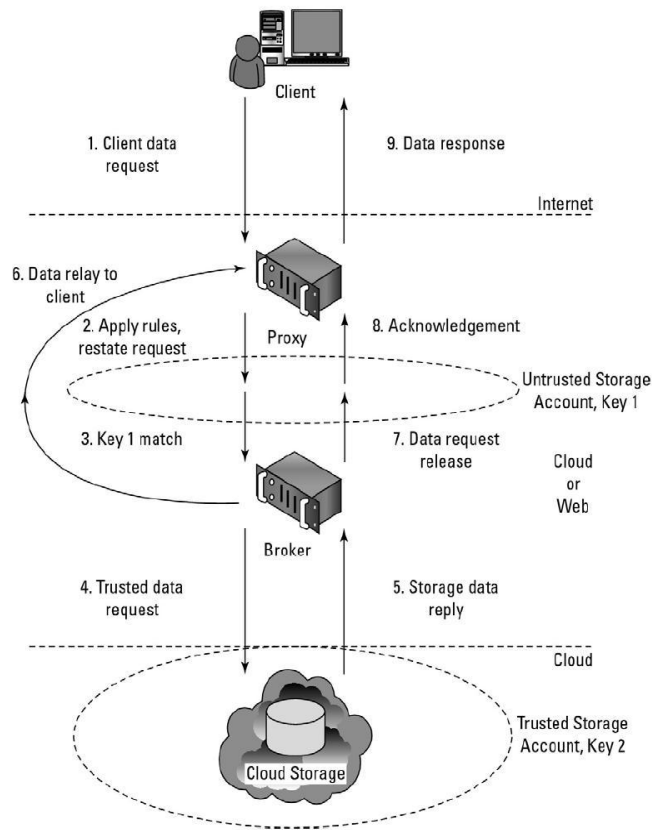 Client
1. Client data
request
9. Data response
Internet
6. Data relay to
client
2. Apply rules,
restate request
Proxy
8. Acknowledgement
Untrusted Storage
Account, Key 1
3. Key 1 match
7. Data request
release
Cloud
or
Web
Broker
4. Trusted data
request
5. Storage data
reply
Cloud
Trusted Storage
Account, Key 2
Cloud Storage